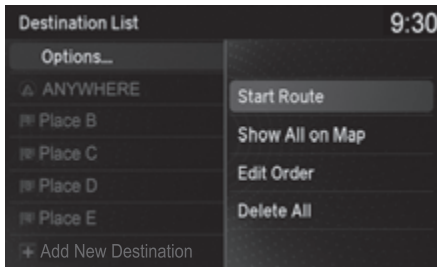 Destination List
9:30
Options...
ANYWHERE
Place B
Place C
Place D
Place E
Add New Destination
Start Route
Show All on Map
Edit Order
Delete All